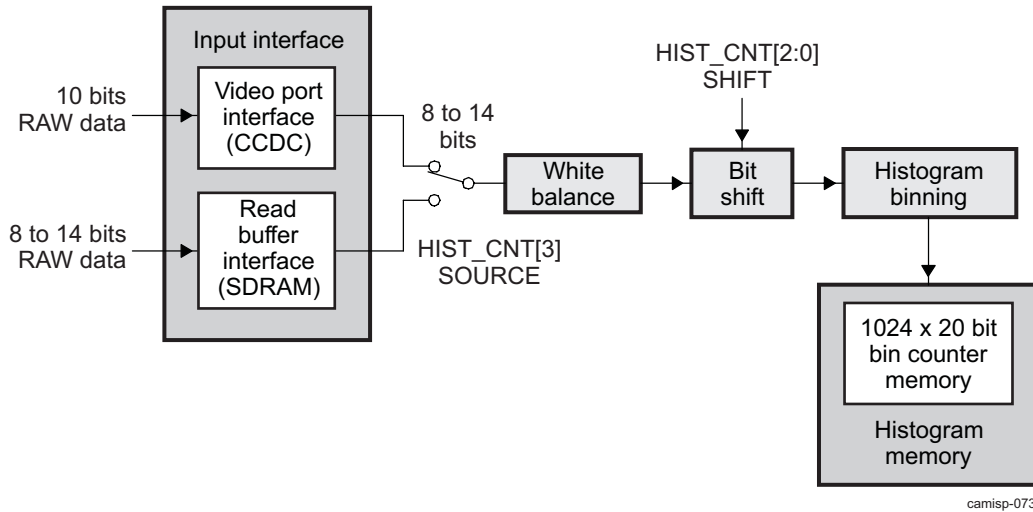 Input interface
10 bits
RAW data
Video port
interface
(CCDC)
8 to 14 bits
RAW data
Read
buffer
interface
(SDRAM)
8 to 14
bits
HIST_CNT[3]
SOURCE
White
balance
HIST_CNT[2:0]
SHIFT
Bit
shift
Histogram
binning
1024 x 20 bit
bin counter
memory
Histogram
memory
camisp-073